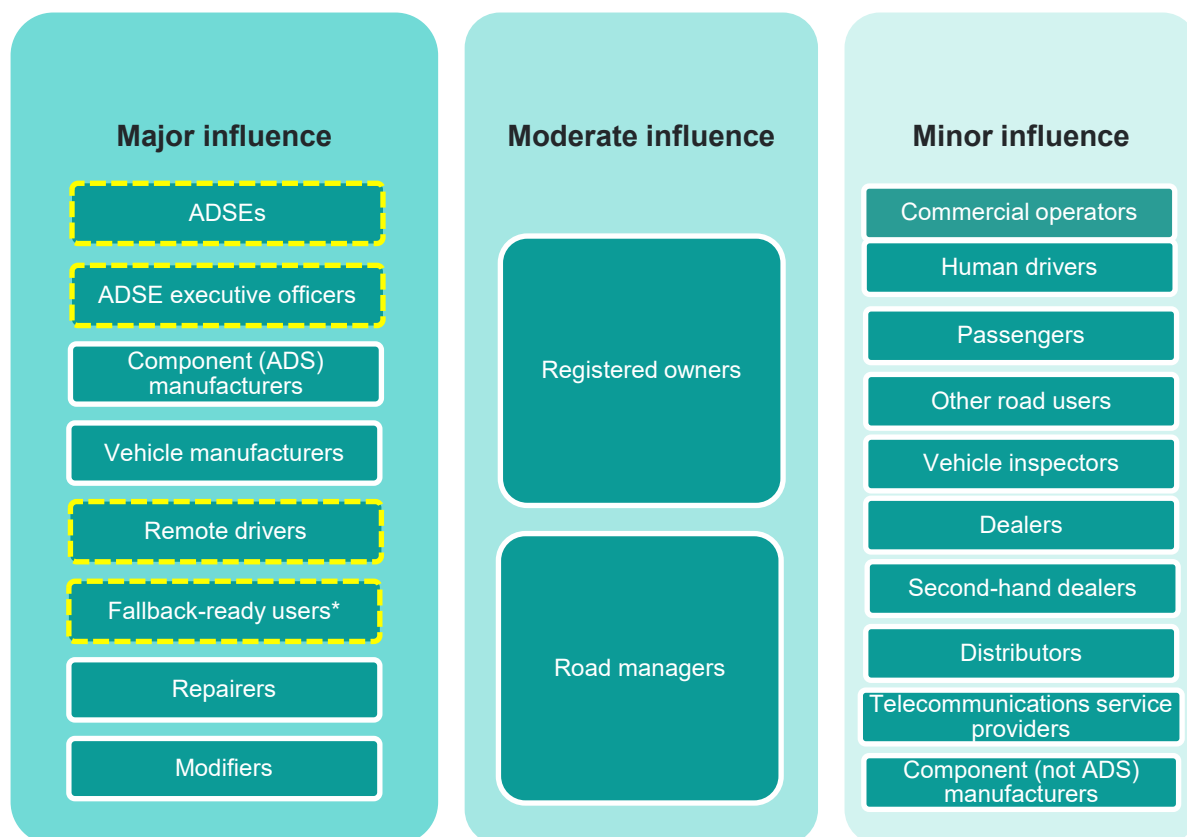 Major influence
ADSEs
ADSE executive officers
Component (ADS)
manufacturers
Vehicle manufacturers
Remote drivers
Fallback-ready users*
Repairers
Modifiers
Moderate influence
Registered owners
Road managers
Minor influence
Commercial operators
Human drivers
Passengers
Other road users
Vehicle inspectors
Dealers
Second-hand dealers
Distributors
Telecommunications service
providers
Component (not ADS)
manufacturers